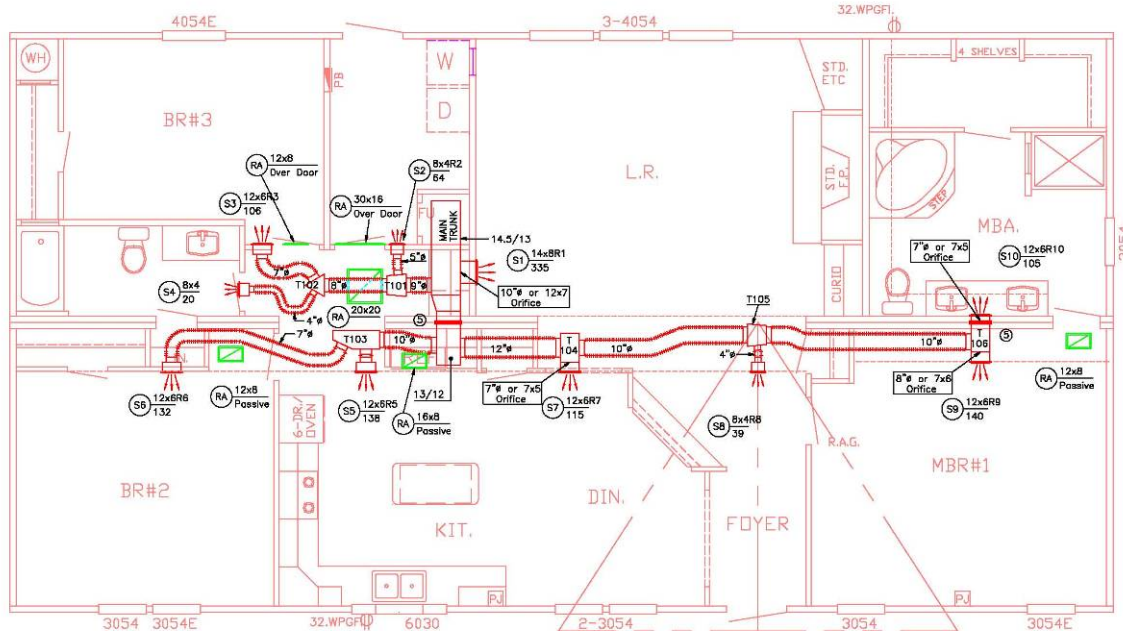 4054E
3-4054
32.WPGF1.
4 SHELVES
WH
W
D
PB
STD.
ETC
BR#3
L.R.
STD.
F.P.
STEP
MBA.
RA
12x8
Over Door
S2
8x4R2
64
S3
12x6R3
106
RA
30x16
Over Door
FU
MAIN
TRUNK
14.5/13
S1
14x8R1
335
7"ø or 7x5
Orifice
S10
12x6R10
105
5"ø
7"ø
T102
8"ø
T101
9"ø
10"ø or 12x7
Orifice
CURIO
S4
8x4
20
4"ø
RA
20x20
5
T105
7"ø
T103
10"ø
12"ø
T
104
10"ø
4"ø
10"ø
T
106
5
S6
12x6R6
132
RA
12x8
Passive
S5
12x6R5
138
13/12
RA
16x8
Passive
7"ø or 7x5
Orifice
S7
12x6R7
115
S8
8x4R8
39
8"ø or 7x6
Orifice
S9
12x6R9
140
RA
12x8
Passive
6-DR./
OVEN
R.A.G.
BR#2
KIT.
DIN.
FOYER
MBR#1
PJ
PJ
3054
3054E
32.WPGF1
6030
2-3054
3054
3054E